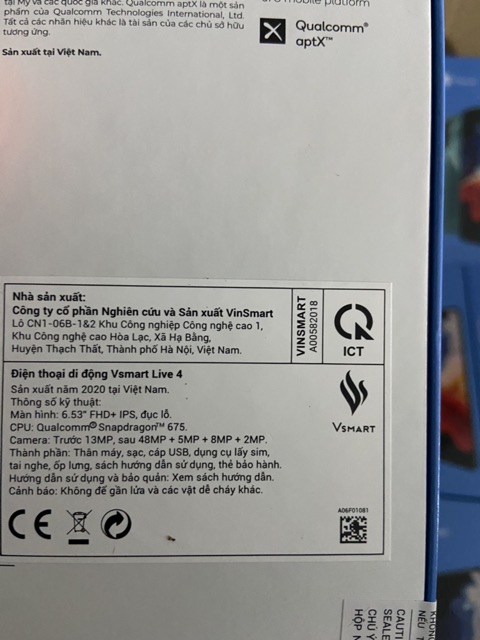 tại Mỹ và các quốc gia khác. Qualcomm aptX là một sản
phẩm của Qualcomm Technologies International, Ltd.
Tất cả các nhãn hiệu khác là tài sản của các chủ sở hữu
tương ứng.
Sản xuất tại Việt Nam.
mobile platform
Qualcomm®
aptX™
Nhà sản xuất:
Công ty cổ phần Nghiên cứu và Sản xuất VinSmart
Lô CN1-06B-1&2 Khu Công nghiệp Công nghệ cao 1,
Khu Công nghệ cao Hòa Lạc, Xã Hạ Bằng,
Huyện Thạch Thất, Thành phố Hà Nội, Việt Nam.
VINSMART
A00582018
ICT
Điện thoại di động Vsmart Live 4
Sản xuất năm 2020 tại Việt Nam.
Thông số kỹ thuật:
Màn hình: 6.53" FHD+ IPS, đục lỗ.
CPU: Qualcomm® Snapdragon™ 675.
Camera: Trước 13MP, sau 48MP + 5MP + 8MP + 2MP.
Thành phần: Thân máy, sạc, cáp USB, dụng cụ lấy sim,
tai nghe, ốp lưng, sách hướng dẫn sử dụng, thẻ bảo hành.
Hướng dẫn sử dụng và bảo quản: Xem sách hướng dẫn.
Cảnh báo: Không để gần lửa và các vật dễ cháy khác.
VSMART
CE
A06F01081
KHÔN
NẾU T
CAUTI
SEALE
CHÚ Ý
HỘP N